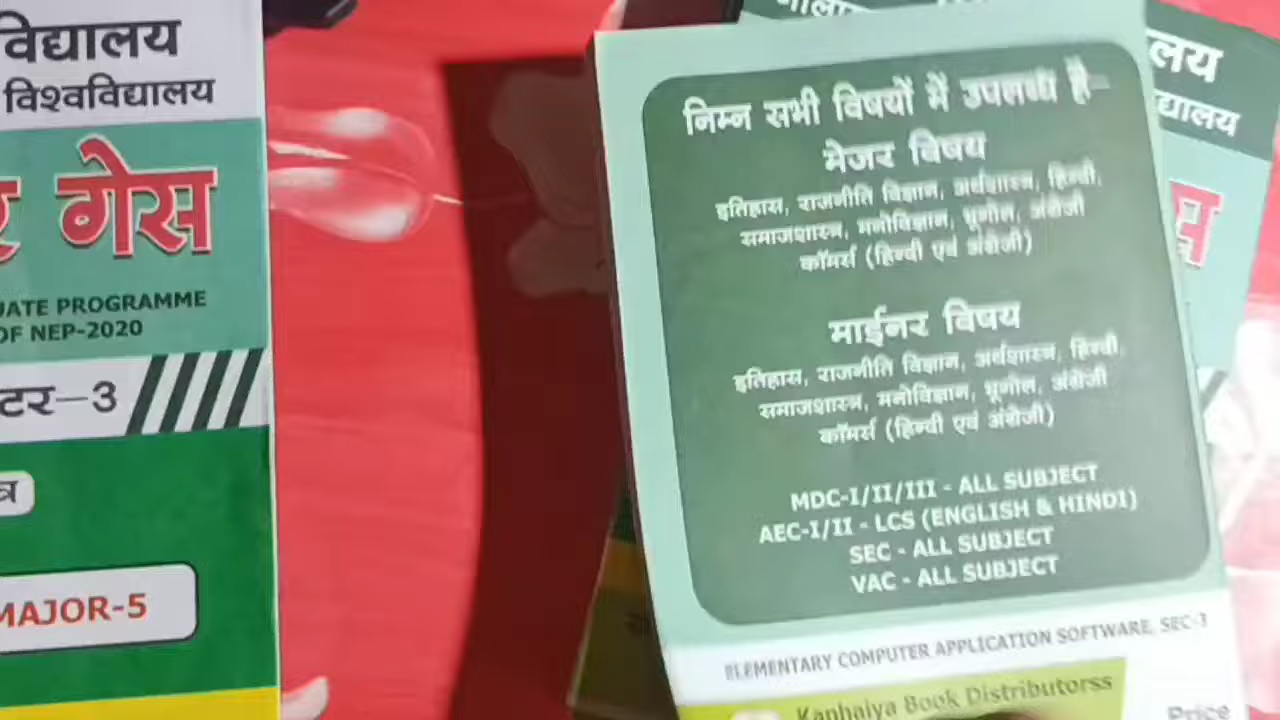 विद्यालय
विश्वविद्यालय
गेस
UATE PROGRAMME
OF NEP-2020
टर-3
MAJOR-5
निम्न सभी विषयों में उपलब्ध है-
मेजर विषय
इतिहास, राजनीति विज्ञान, अर्थशास्त्र, हिन्दी,
समाजशास्त्र, मनोविज्ञान, भूगोल, अंग्रेजी
कॉमर्स (हिन्दी एवं अंग्रेजी)
माईनर विषय
इतिहास, राजनीति विज्ञान, अर्थशास्त्र, हिन्दी,
समाजशास्त्र, मनोविज्ञान, भूगोल, अंग्रेजी
कॉमर्स (हिन्दी एवं अंग्रेजी)
MDC-I/II/III - ALL SUBJECT
AEC-I/II - LCS (ENGLISH & HINDI)
SEC - ALL SUBJECT
VAC - ALL SUBJECT
ELEMENTARY COMPUTER APPLICATION SOFTWARE, SEC-3
Kanhaiya Book Distributorss
Price
लय
द्यालय